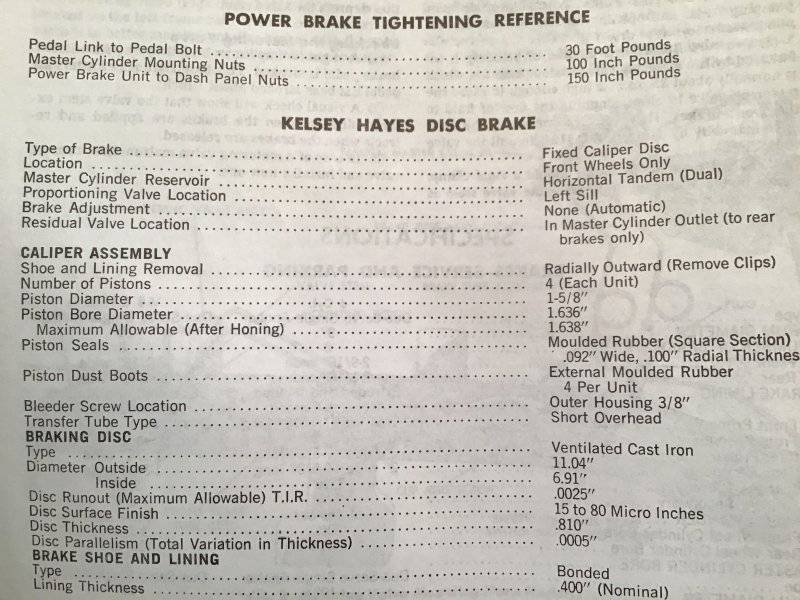 POWER BRAKE TIGHTENING REFERENCE
Pedal Link to Pedal Bolt 30 Foot Pounds
Master Cylinder Mounting Nuts 100 Inch Pounds
Power Brake Unit to Dash Panel Nuts 150 Inch Pounds
KELSEY HAYES DISC BRAKE
Type of Brake Fixed Caliper Disc
Location Front Wheels Only
Master Cylinder Reservoir Horizontal Tandem (Dual)
Proportioning Valve Location Left Sill
Brake Adjustment None (Automatic)
Residual Valve Location In Master Cylinder Outlet (to rear
brakes only)
CALIPER ASSEMBLY
Shoe and Lining Removal Radially Outward (Remove Clips)
Number of Pistons 4 (Each Unit)
Piston Diameter 1-5/8"
Piston Bore Diameter 1.636"
Maximum Allowable (After Honing) 1.638"
Piston Seals Moulded Rubber (Square Section)
.092" Wide, .100" Radial Thicknes
Piston Dust Boots External Moulded Rubber
4 Per Unit
Bleeder Screw Location Outer Housing 3/8"
Transfer Tube Type Short Overhead
BRAKING DISC
Type Ventilated Cast Iron
Diameter Outside 11.04"
Inside 6.91"
Disc Runout (Maximum Allowable) T.I.R. .0025"
Disc Surface Finish 15 to 80 Micro Inches
Disc Thickness .810"
Disc Parallelism (Total Variation in Thickness) .0005"
BRAKE SHOE AND LINING
Type Bonded
Lining Thickness .400" (Nominal)